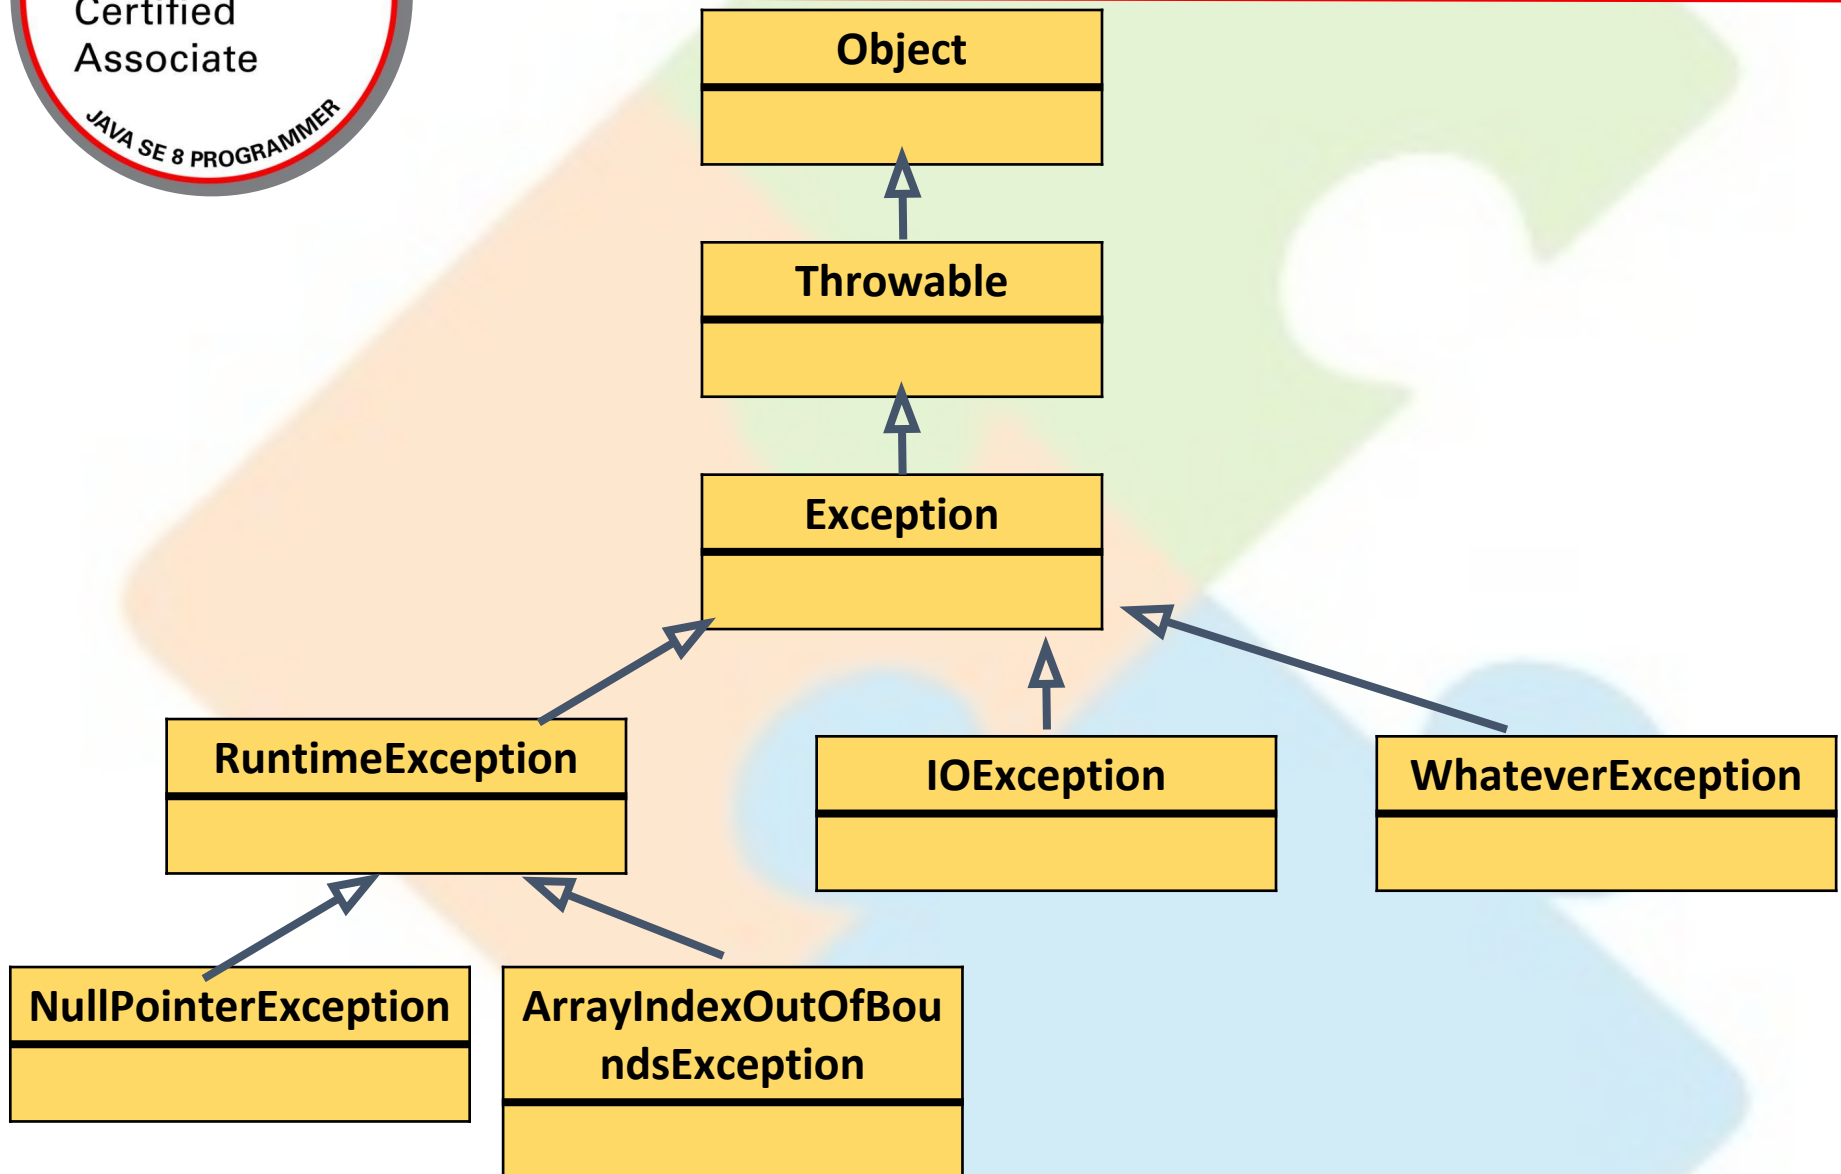 Certified
Associate
JAVA SE 8 PROGRAMMER
Object
Throwable
Exception
RuntimeException
IOException
WhateverException
NullPointerException
ArrayIndexOutOfBou
ndsException